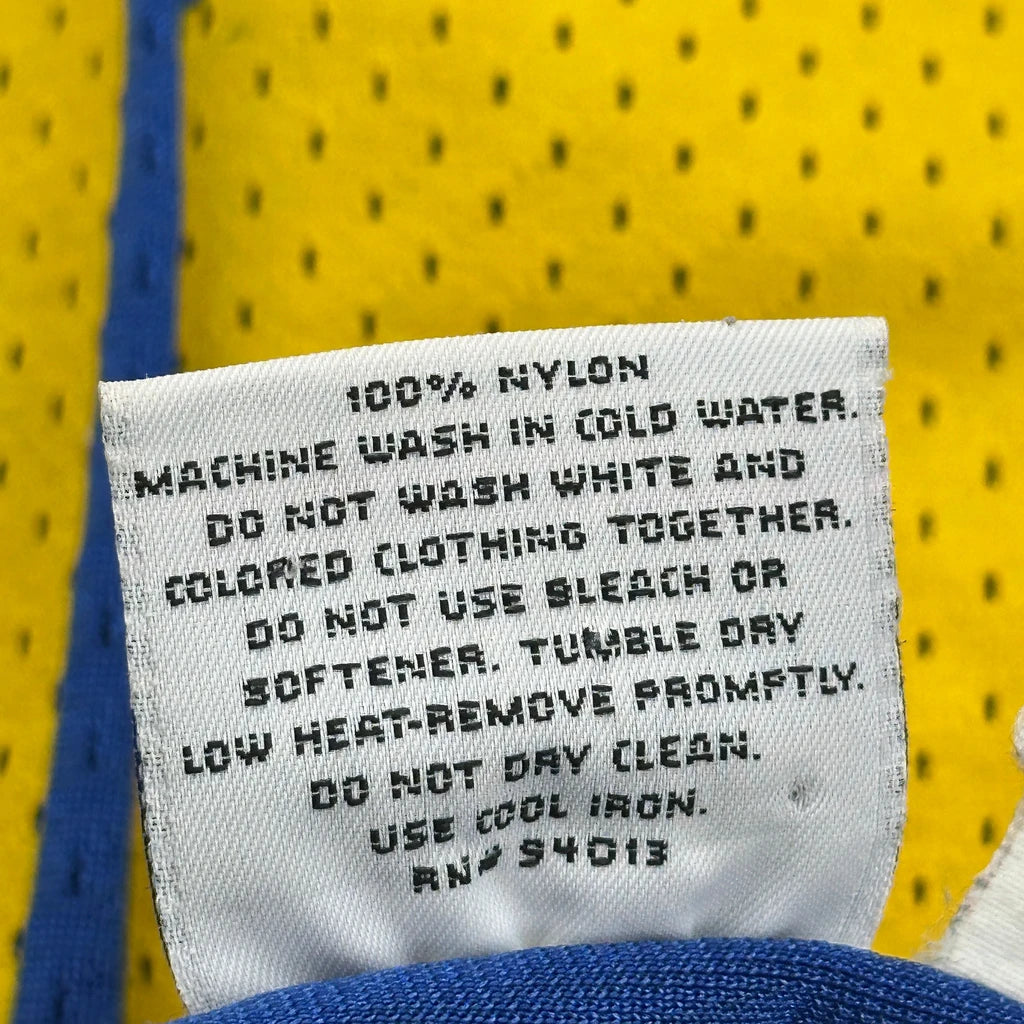 100% NYLON
MACHINE WASH IN COLD WATER.
DO NOT WASH WHITE AND
COLORED CLOTHING TOGETHER.
DO NOT USE BLEACH OR
SOFTENER. TUMBLE DRY
LOW HEAT-REMOVE PROMPTLY.
DO NOT DRY CLEAN.
USE COOL IRON.
RN# 94013